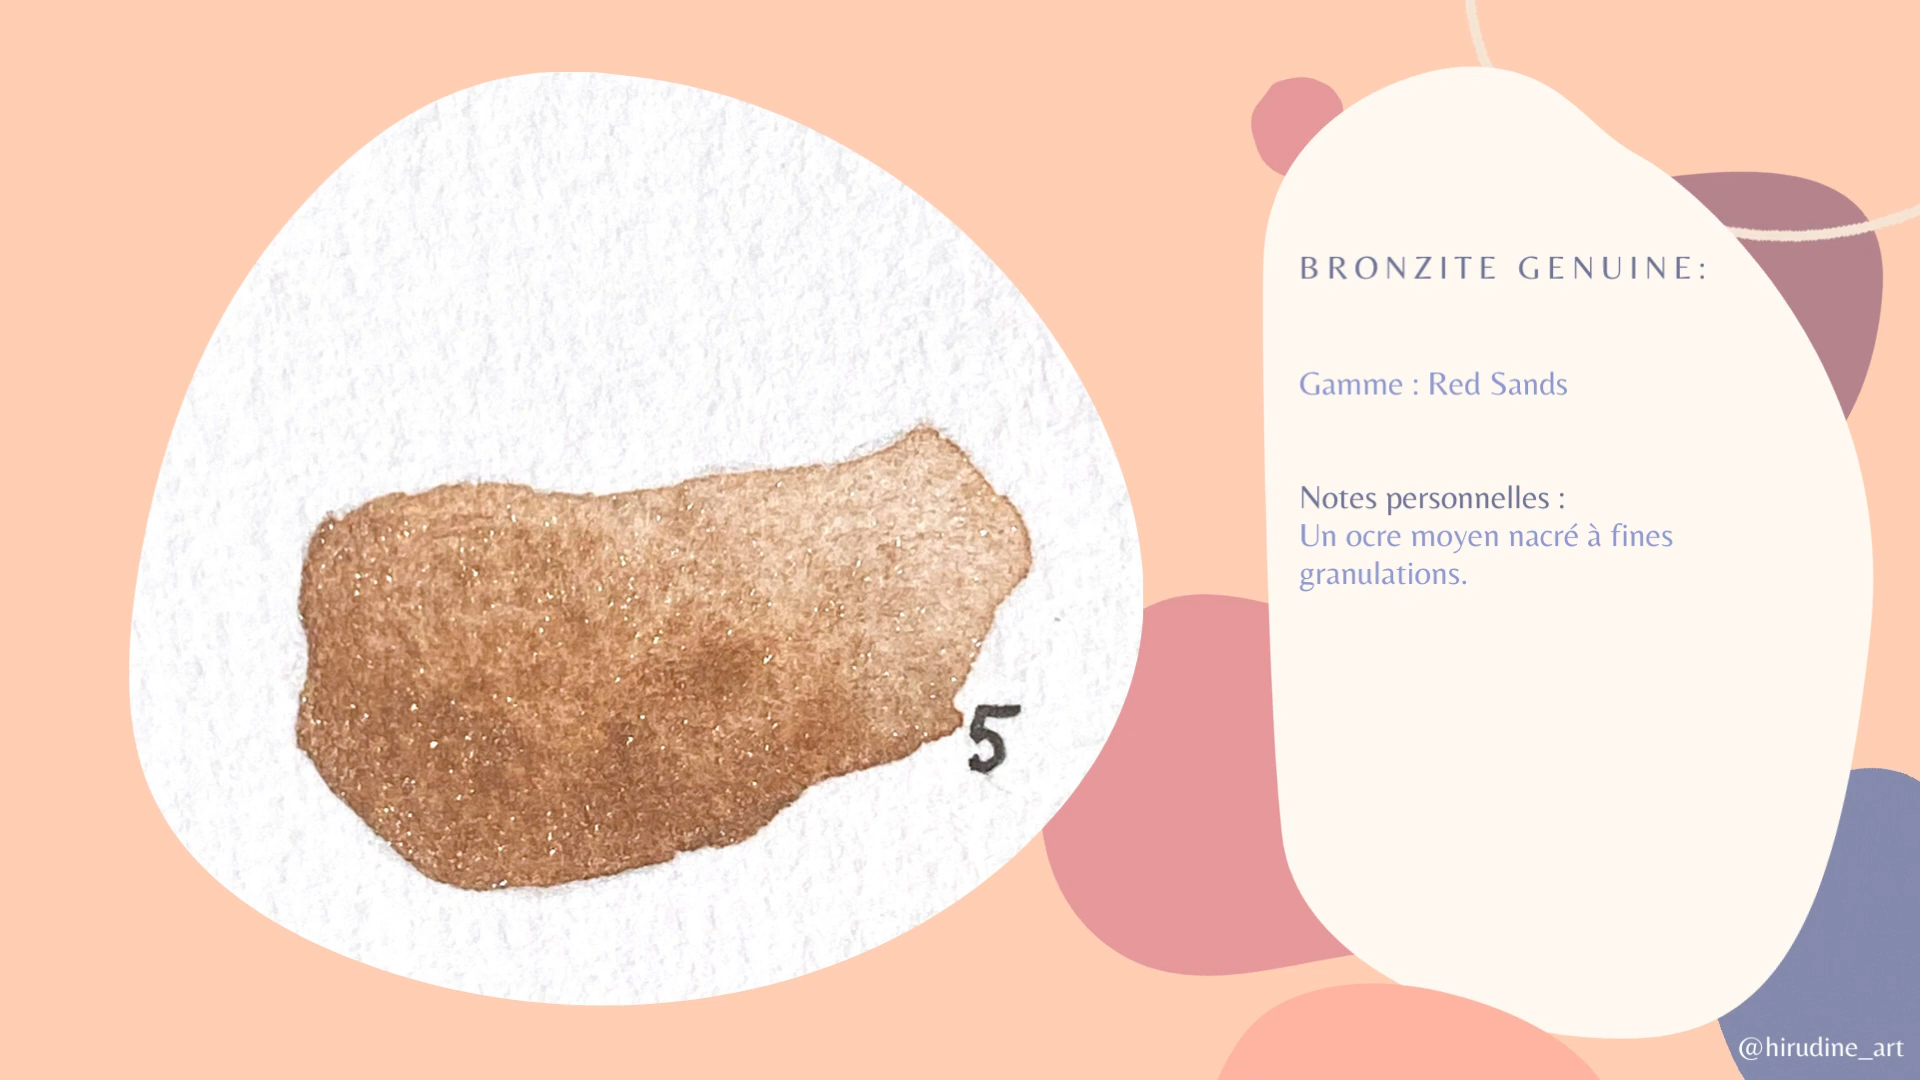 5
BRONZITE GENUINE:
Gamme : Red Sands
Notes personnelles :
Un ocre moyen nacré à fines
granulations.
@hirudine_art